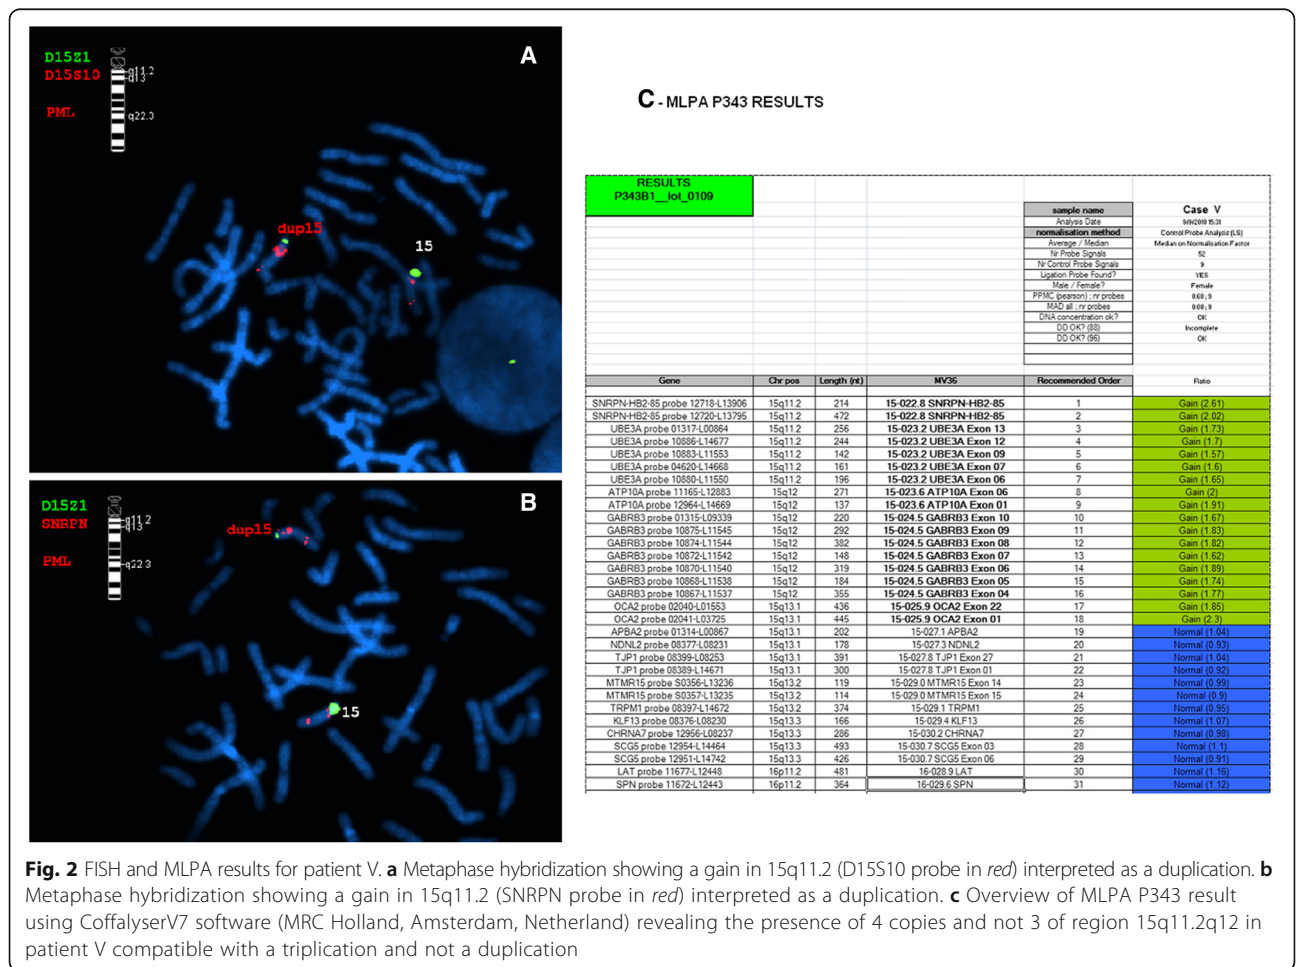 A
D15Z1
D15S10
PML
q11.2
q13
q22.3
dup15
15
B
D15Z1
SNRPN
PML
q11.2
q13
q22.3
dup15
15
C - MLPA P343 RESULTS
RESULTS
P343B1__lot_0109
sample name Case V
Analysis Date 9/9/2010 15:31
normalisation method Control Probe Analysis (LS)
Average / Median Median on Normalisation Factor
Nr Probe Signals 52
Nr Control Probe Signals 9
Ligation Probe Found? YES
Male / Female? Female
PPMC (pearson) ; nr probes 0.68 ; 9
MAD all ; nr probes 0.08 ; 9
DNA concentration ok? OK
DD OK? (88) Incomplete
DD OK? (96) OK
Gene Chr pos Length (nt) MV36 Recommended Order Ratio
SNRPN-HB2-85 probe 12718-L13906 15q11.2 214 15-022.8 SNRPN-HB2-85 1 Gain (2.61)
SNRPN-HB2-85 probe 12720-L13795 15q11.2 472 15-022.8 SNRPN-HB2-85 2 Gain (2.02)
UBE3A probe 01317-L00864 15q11.2 256 15-023.2 UBE3A Exon 13 3 Gain (1.73)
UBE3A probe 10886-L14677 15q11.2 244 15-023.2 UBE3A Exon 12 4 Gain (1.7)
UBE3A probe 10883-L11553 15q11.2 142 15-023.2 UBE3A Exon 09 5 Gain (1.57)
UBE3A probe 04620-L14668 15q11.2 161 15-023.2 UBE3A Exon 07 6 Gain (1.6)
UBE3A probe 10880-L11550 15q11.2 196 15-023.2 UBE3A Exon 06 7 Gain (1.65)
ATP10A probe 11165-L12883 15q12 271 15-023.6 ATP10A Exon 06 8 Gain (2)
ATP10A probe 12964-L14669 15q12 137 15-023.6 ATP10A Exon 01 9 Gain (1.91)
GABRB3 probe 01315-L09339 15q12 220 15-024.5 GABRB3 Exon 10 10 Gain (1.67)
GABRB3 probe 10875-L11545 15q12 292 15-024.5 GABRB3 Exon 09 11 Gain (1.83)
GABRB3 probe 10874-L11544 15q12 382 15-024.5 GABRB3 Exon 08 12 Gain (1.82)
GABRB3 probe 10872-L11542 15q12 148 15-024.5 GABRB3 Exon 07 13 Gain (1.62)
GABRB3 probe 10870-L11540 15q12 319 15-024.5 GABRB3 Exon 06 14 Gain (1.89)
GABRB3 probe 10868-L11538 15q12 184 15-024.5 GABRB3 Exon 05 15 Gain (1.74)
GABRB3 probe 10867-L11537 15q12 355 15-024.5 GABRB3 Exon 04 16 Gain (1.77)
OCA2 probe 02040-L01553 15q13.1 436 15-025.9 OCA2 Exon 22 17 Gain (1.85)
OCA2 probe 02041-L03725 15q13.1 445 15-025.9 OCA2 Exon 01 18 Gain (2.3)
APBA2 probe 01314-L00867 15q13.1 202 15-027.1 APBA2 19 Normal (1.04)
NDNL2 probe 08377-L08231 15q13.1 178 15-027.3 NDNL2 20 Normal (0.93)
TJP1 probe 08399-L08253 15q13.1 391 15-027.8 TJP1 Exon 27 21 Normal (1.04)
TJP1 probe 08389-L14671 15q13.1 300 15-027.8 TJP1 Exon 01 22 Normal (0.92)
MTMR15 probe S0356-L13236 15q13.2 119 15-029.0 MTMR15 Exon 14 23 Normal (0.99)
MTMR15 probe S0357-L13235 15q13.2 114 15-029.0 MTMR15 Exon 15 24 Normal (0.9)
TRPM1 probe 08397-L14672 15q13.2 374 15-029.1 TRPM1 25 Normal (0.95)
KLF13 probe 08376-L08230 15q13.3 166 15-029.4 KLF13 26 Normal (1.07)
CHRNA7 probe 12956-L08237 15q13.3 286 15-030.2 CHRNA7 27 Normal (0.98)
SCG5 probe 12954-L14464 15q13.3 493 15-030.7 SCG5 Exon 03 28 Normal (1.1)
SCG5 probe 12951-L14742 15q13.3 426 15-030.7 SCG5 Exon 06 29 Normal (0.91)
LAT probe 11677-L12448 16p11.2 481 16-028.9 LAT 30 Normal (1.16)
SPN probe 11672-L12443 16p11.2 364 16-029.6 SPN 31 Normal (1.12)
Fig. 2 FISH and MLPA results for patient V. a Metaphase hybridization showing a gain in 15q11.2 (D15S10 probe in red) interpreted as a duplication. b
Metaphase hybridization showing a gain in 15q11.2 (SNRPN probe in red) interpreted as a duplication. c Overview of MLPA P343 result
using CoffalyserV7 software (MRC Holland, Amsterdam, Netherland) revealing the presence of 4 copies and not 3 of region 15q11.2q12 in
patient V compatible with a triplication and not a duplication